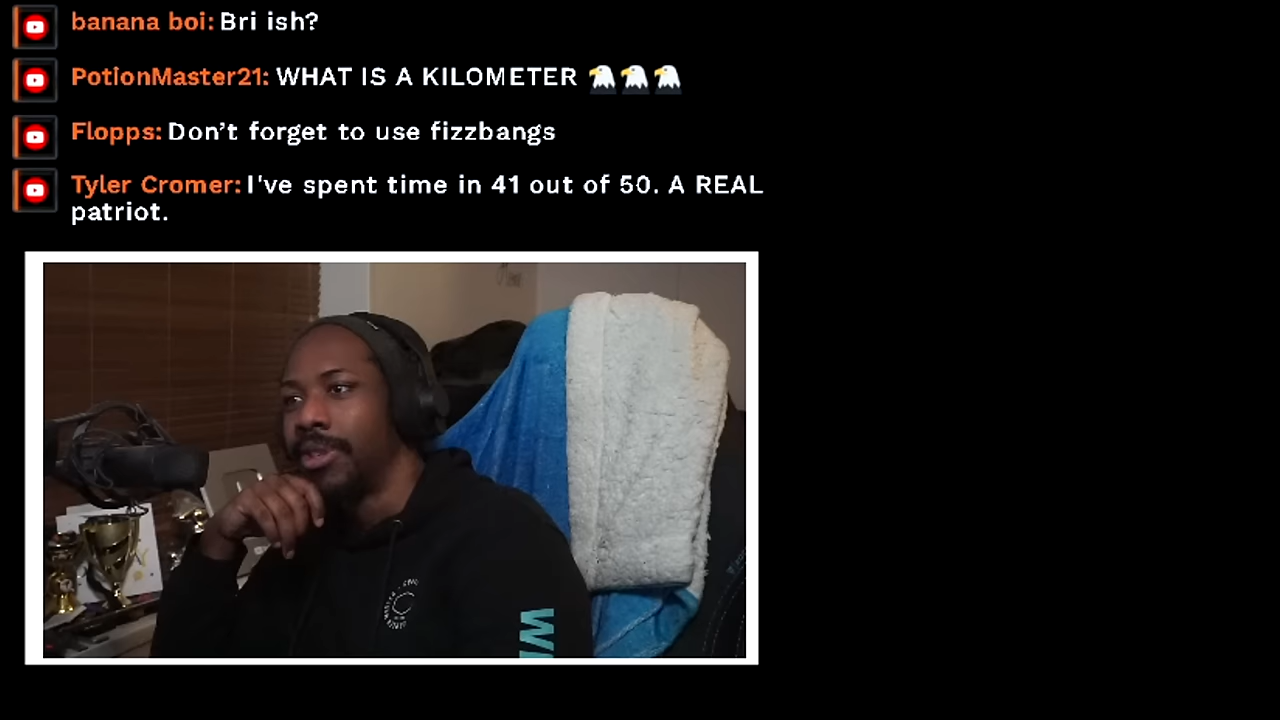 banana boi: Bri ish?
PotionMaster21: WHAT IS A KILOMETER 🦅🦅🦅
Flopps: Don't forget to use fizzbangs
Tyler Cromer: I've spent time in 41 out of 50. A REAL
patriot.